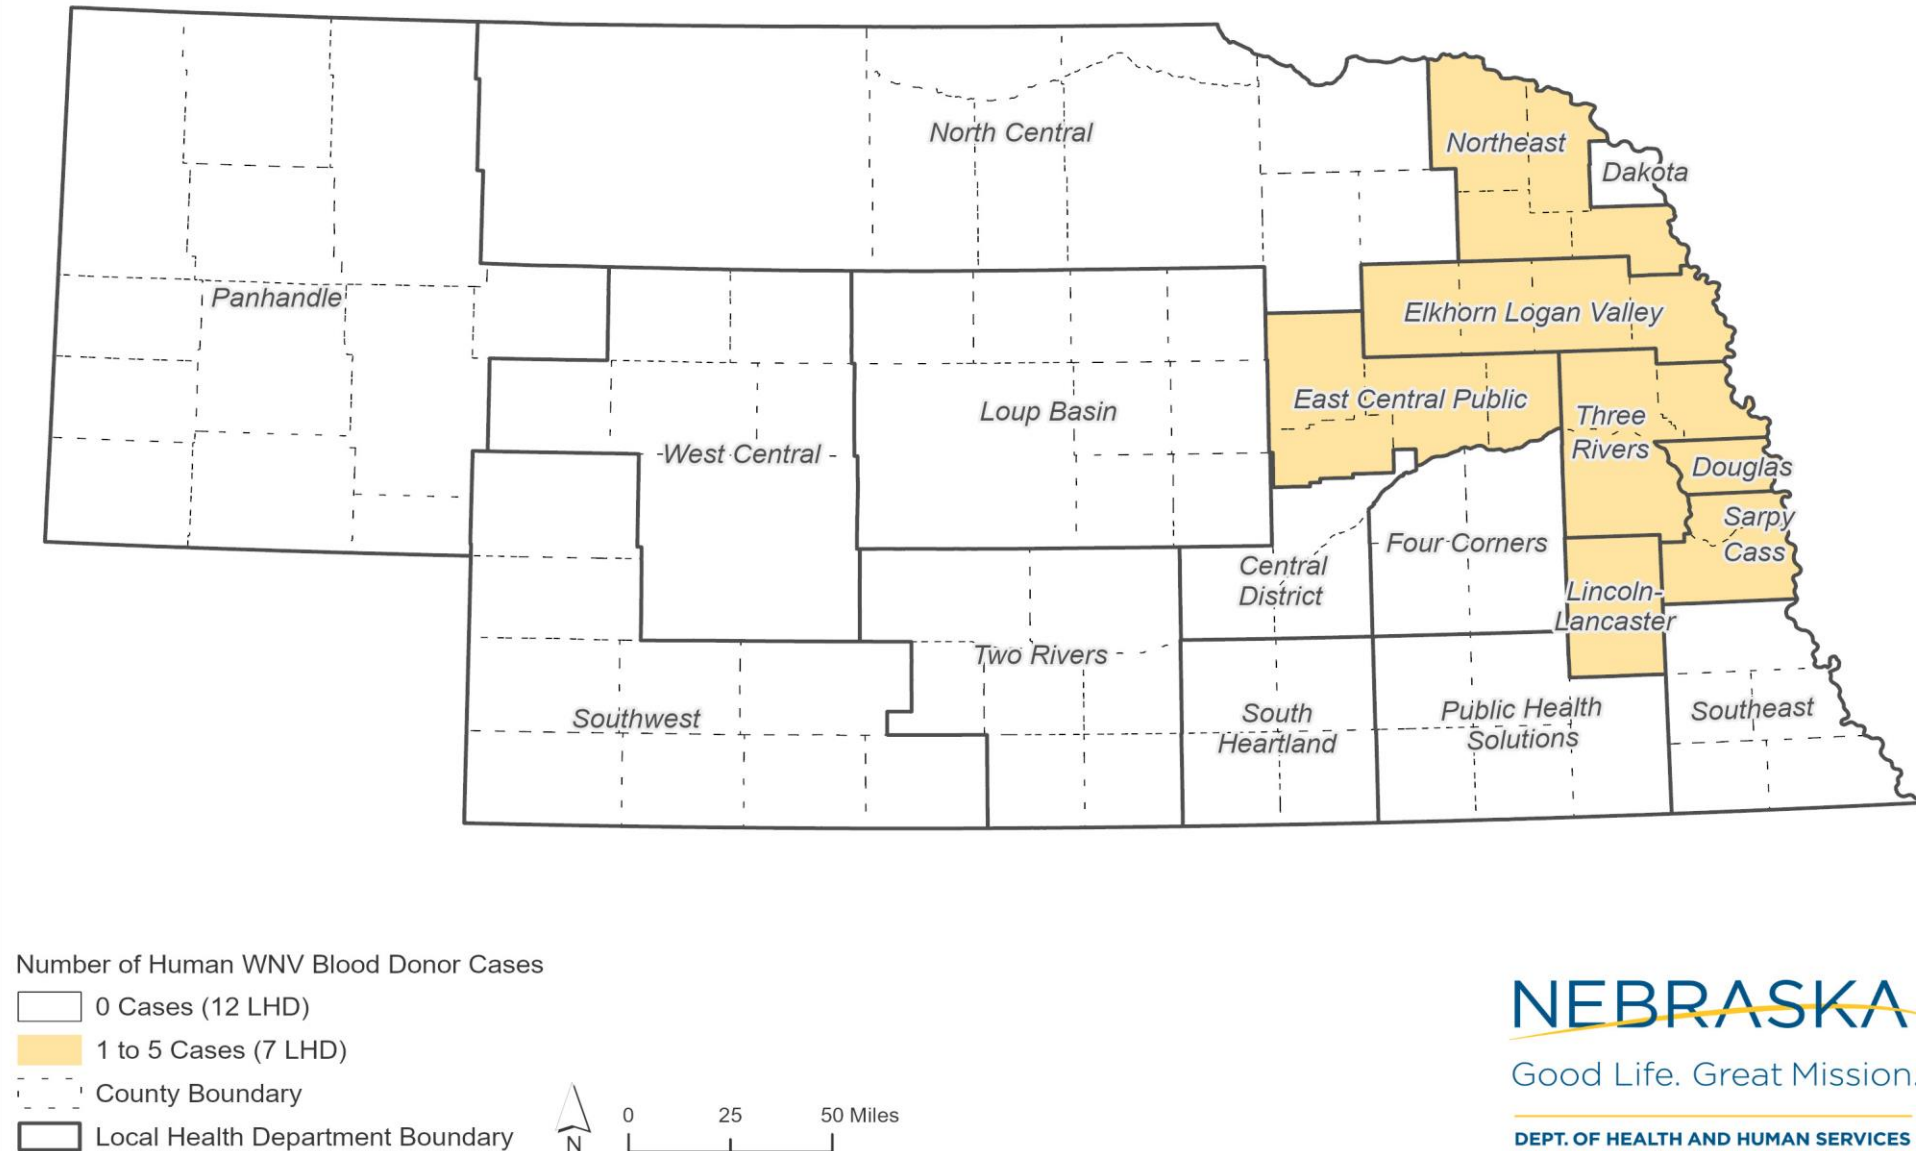 North Central
Northeast
Dakota
Panhandle
Elkhorn Logan Valley
East Central Public
Loup Basin
Three
Rivers
West Central
Douglas
Sarpy
Cass
Four Corners
Central
District
Lincoln-
Lancaster
Two Rivers
Southwest
South
Heartland
Public Health
Solutions
Southeast
Number of Human WNV Blood Donor Cases
0 Cases (12 LHD)
1 to 5 Cases (7 LHD)
County Boundary
Local Health Department Boundary
N
0 25 50 Miles
NEBRASKA
Good Life. Great Mission.
DEPT. OF HEALTH AND HUMAN SERVICES